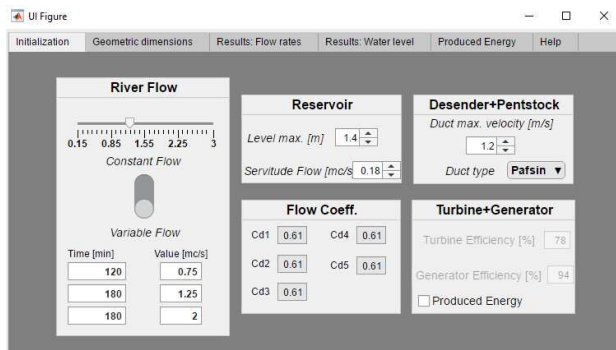 UI Figure
Initialization Geometric dimensions Results: Flow rates Results: Water level Produced Energy Help
River Flow
0.15 0.85 1.55 2.25 3
Constant Flow
Variable Flow
Time [min] Value [mc/s]
120 0.75
180 1.25
180 2
Reservoir
Level max. [m] 1.4
Servitude Flow [mc/s 0.18
Desender+Pentstock
Duct max. velocity [m/s]
1.2
Duct type Pafsin
Flow Coeff.
Cd1 0.61 Cd4 0.61
Cd2 0.61 Cd5 0.61
Cd3 0.61
Turbine+Generator
Turbine Efficiency [%] 78
Generator Efficiency [%] 94
Produced Energy